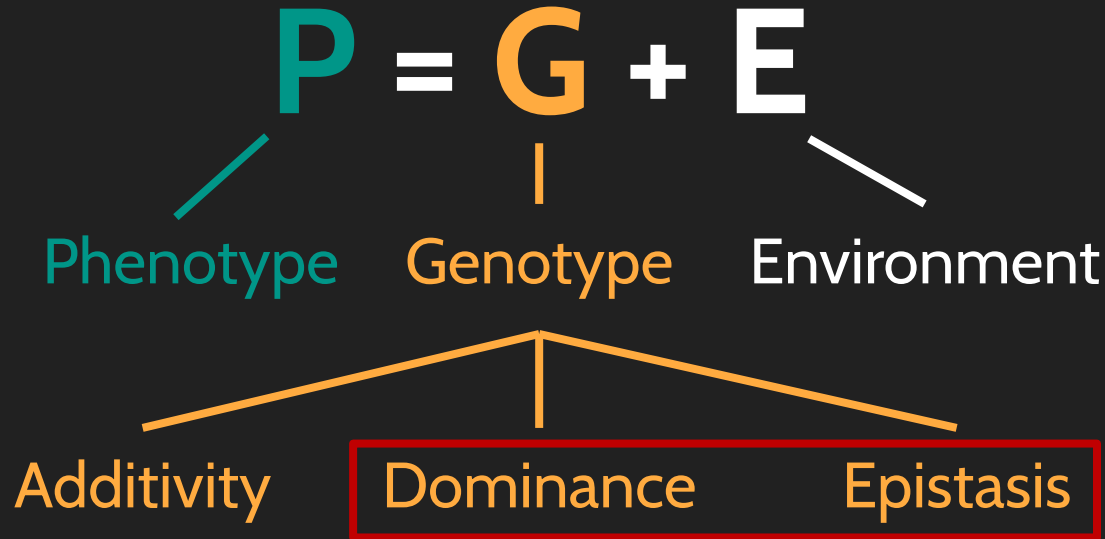 P = G + E
Phenotype Genotype Environment
Additivity Dominance Epistasis